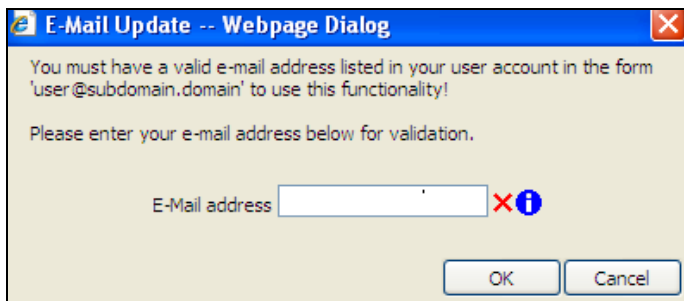 E-Mail Update -- Webpage Dialog
You must have a valid e-mail address listed in your user account in the form
'user@subdomain.domain' to use this functionality!
Please enter your e-mail address below for validation.
E-Mail address
OK Cancel